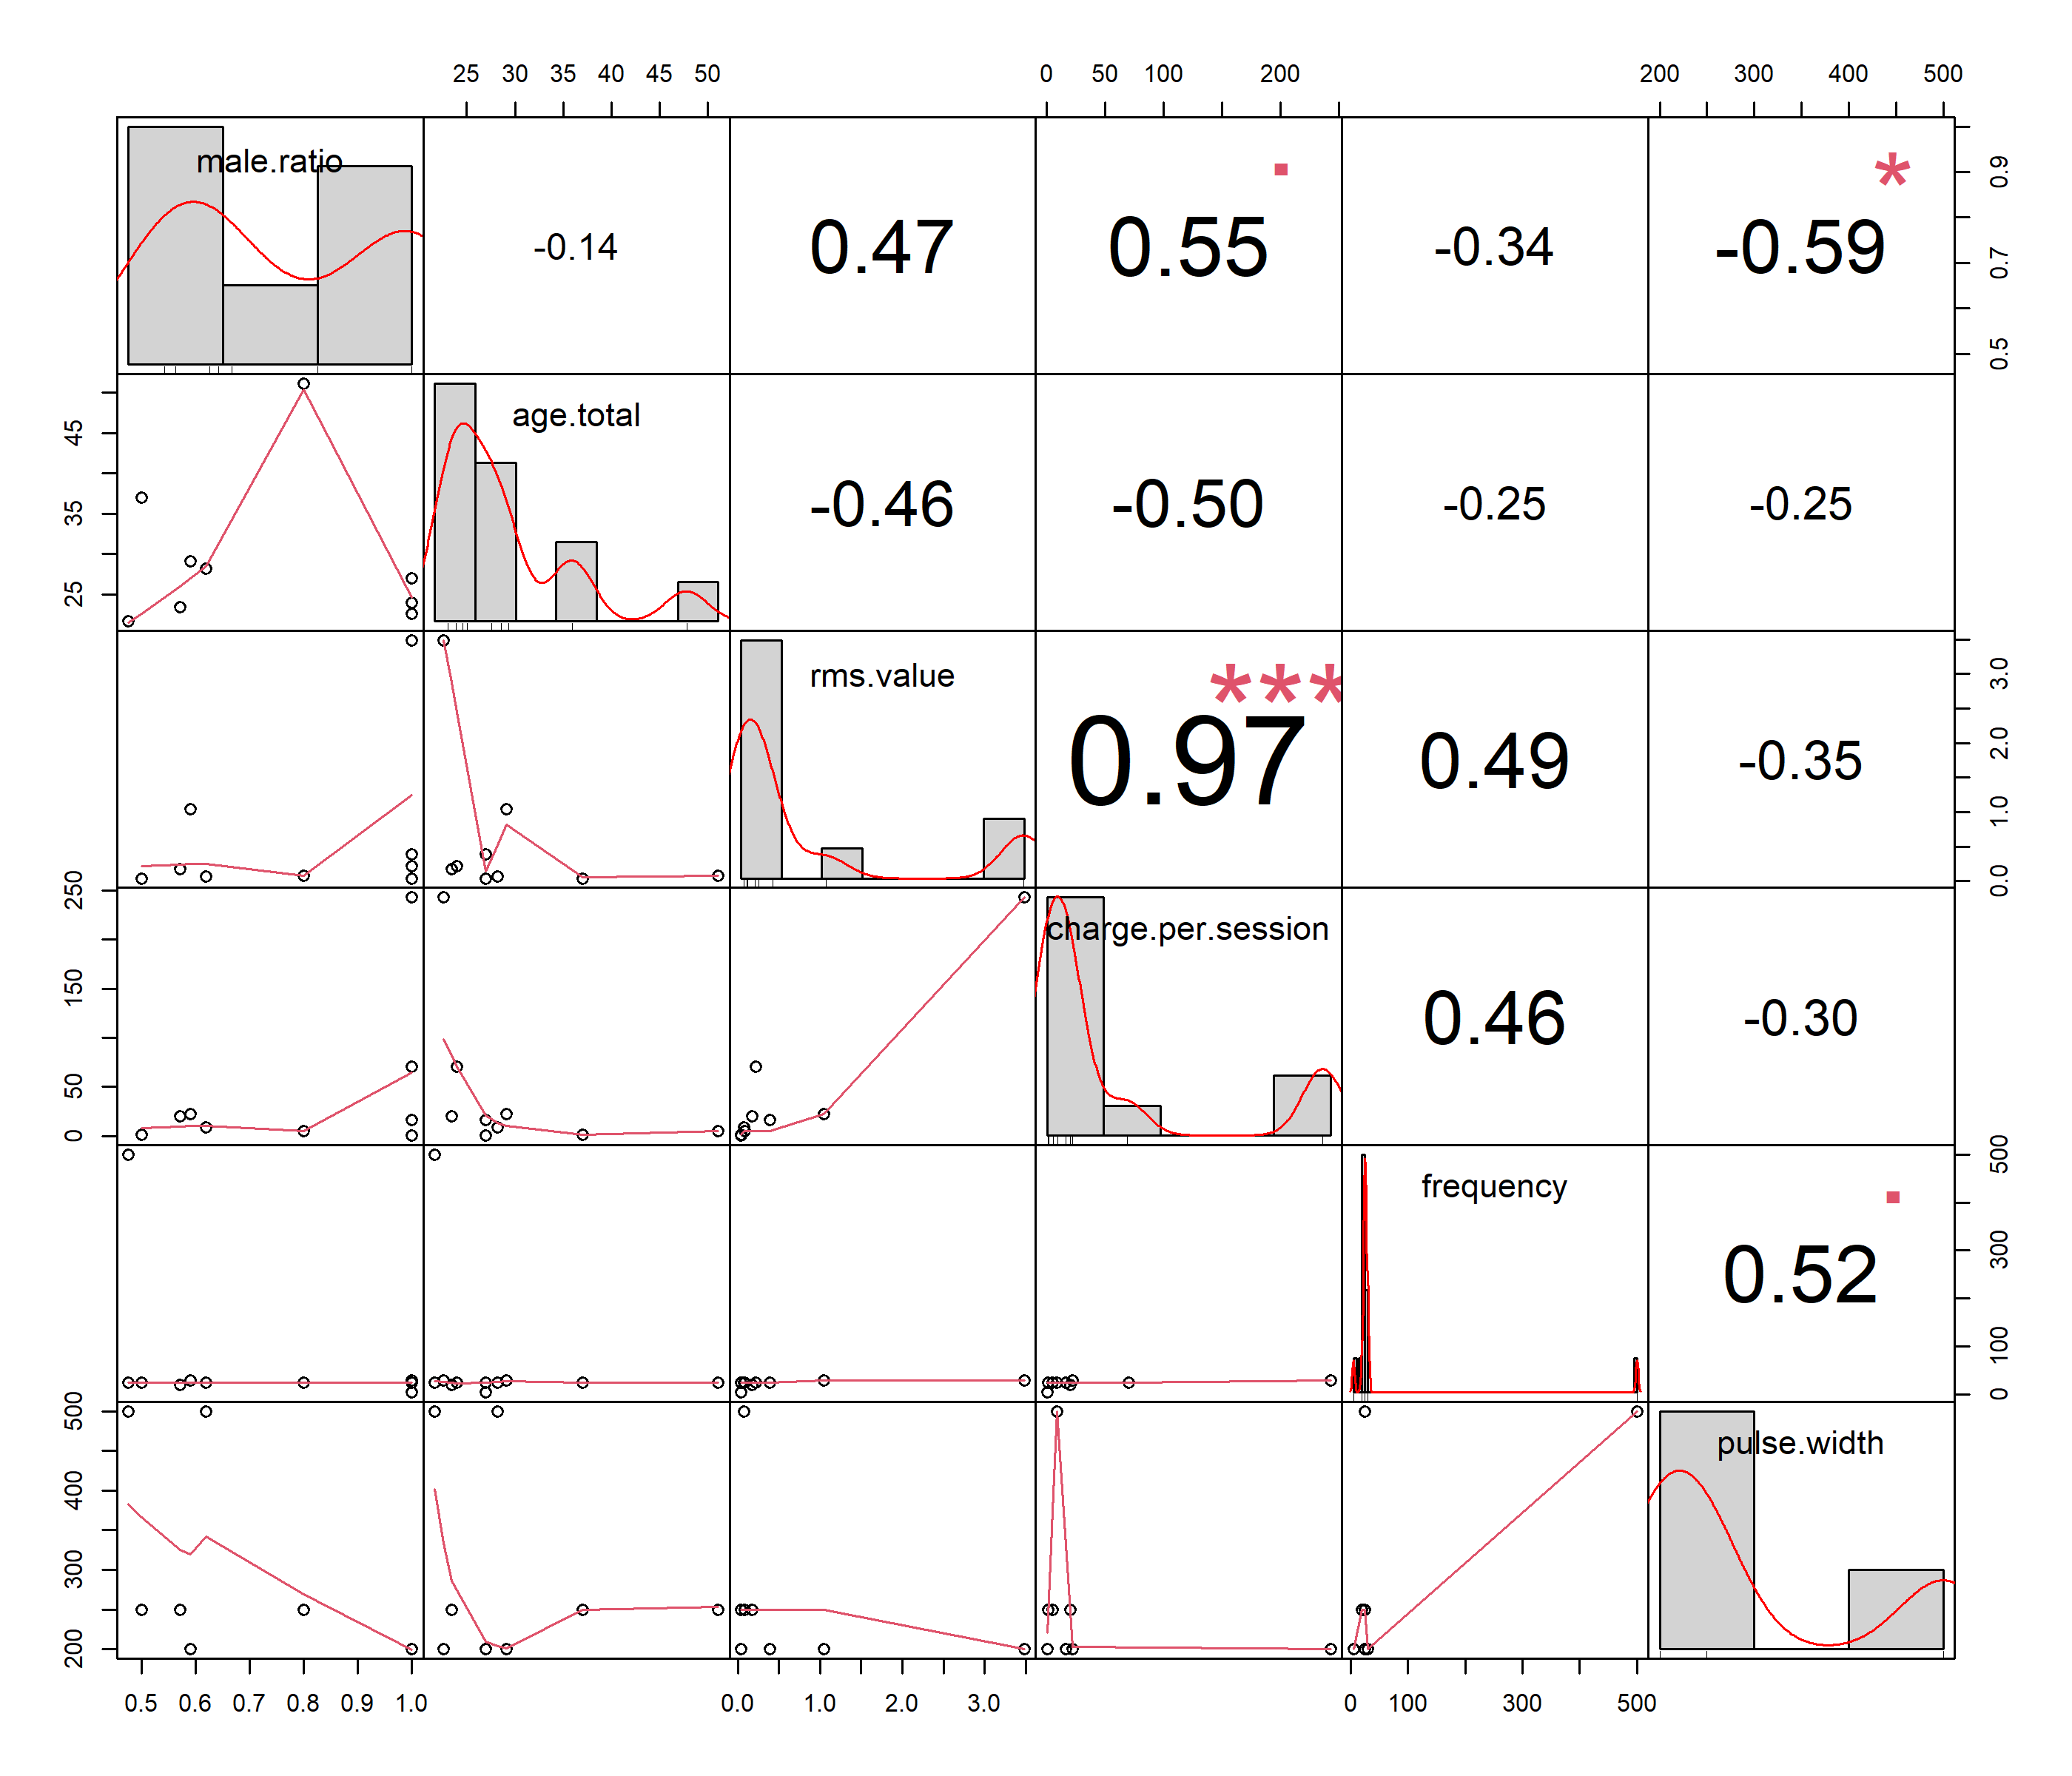 25 30 35 40 45 50 0 50 100 200 200 300 400 500
male.ratio -0.14 0.47 0.55 . -0.34 -0.59 *
0.5 0.7 0.9
age.total -0.46 -0.50 -0.25 -0.25
25 35 45
rms.value 0.97 *** 0.49 -0.35
0.0 1.0 2.0 3.0
charge.per.session 0.46 -0.30
0 50 150 250
frequency 0.52 .
0 100 300 500
pulse.width
200 300 400 500
0.5 0.6 0.7 0.8 0.9 1.0 0.0 1.0 2.0 3.0 0 100 300 500